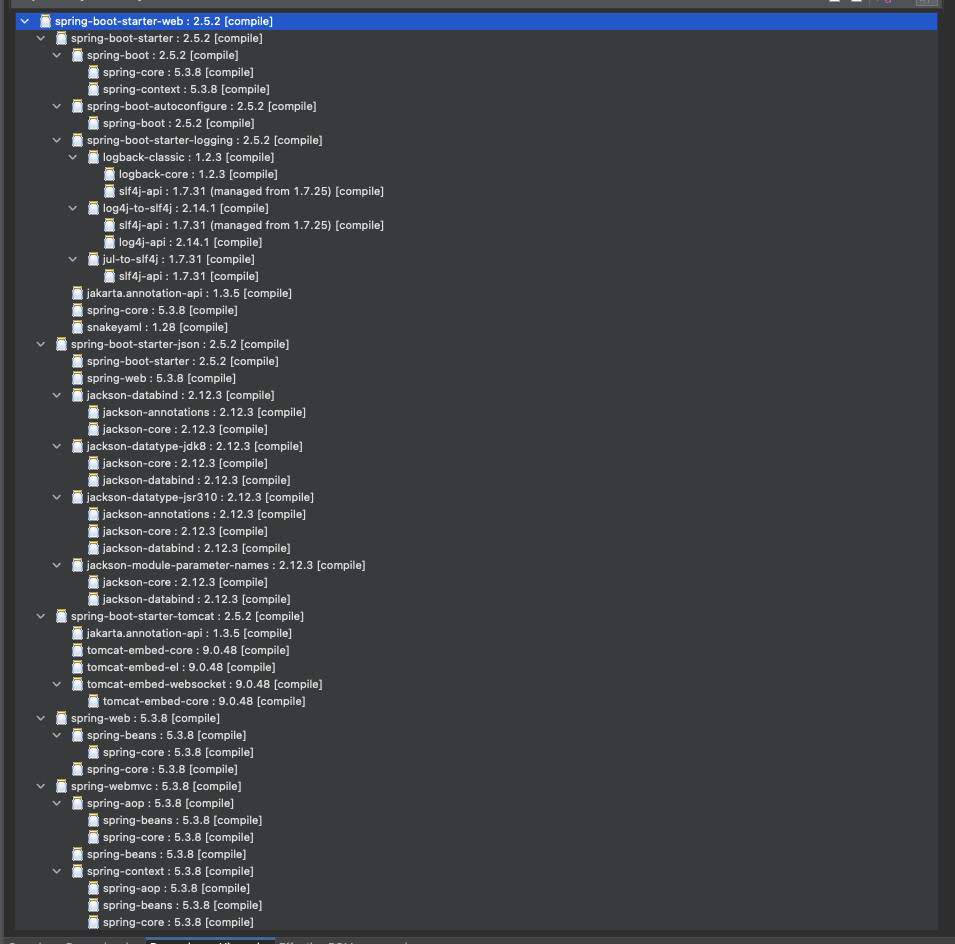 spring-boot-starter-web : 2.5.2 [compile]
spring-boot-starter : 2.5.2 [compile]
spring-boot : 2.5.2 [compile]
spring-core : 5.3.8 [compile]
spring-context : 5.3.8 [compile]
spring-boot-autoconfigure : 2.5.2 [compile]
spring-boot : 2.5.2 [compile]
spring-boot-starter-logging : 2.5.2 [compile]
logback-classic : 1.2.3 [compile]
logback-core : 1.2.3 [compile]
slf4j-api : 1.7.31 (managed from 1.7.25) [compile]
log4j-to-slf4j : 2.14.1 [compile]
slf4j-api : 1.7.31 (managed from 1.7.25) [compile]
log4j-api : 2.14.1 [compile]
jul-to-slf4j : 1.7.31 [compile]
slf4j-api : 1.7.31 [compile]
jakarta.annotation-api : 1.3.5 [compile]
spring-core : 5.3.8 [compile]
snakeyaml : 1.28 [compile]
spring-boot-starter-json : 2.5.2 [compile]
spring-boot-starter : 2.5.2 [compile]
spring-web : 5.3.8 [compile]
jackson-databind : 2.12.3 [compile]
jackson-annotations : 2.12.3 [compile]
jackson-core : 2.12.3 [compile]
jackson-datatype-jdk8 : 2.12.3 [compile]
jackson-core : 2.12.3 [compile]
jackson-databind : 2.12.3 [compile]
jackson-datatype-jsr310 : 2.12.3 [compile]
jackson-annotations : 2.12.3 [compile]
jackson-core : 2.12.3 [compile]
jackson-databind : 2.12.3 [compile]
jackson-module-parameter-names : 2.12.3 [compile]
jackson-core : 2.12.3 [compile]
jackson-databind : 2.12.3 [compile]
spring-boot-starter-tomcat : 2.5.2 [compile]
jakarta.annotation-api : 1.3.5 [compile]
tomcat-embed-core : 9.0.48 [compile]
tomcat-embed-el : 9.0.48 [compile]
tomcat-embed-websocket : 9.0.48 [compile]
tomcat-embed-core : 9.0.48 [compile]
spring-web : 5.3.8 [compile]
spring-beans : 5.3.8 [compile]
spring-core : 5.3.8 [compile]
spring-core : 5.3.8 [compile]
spring-webmvc : 5.3.8 [compile]
spring-aop : 5.3.8 [compile]
spring-beans : 5.3.8 [compile]
spring-core : 5.3.8 [compile]
spring-beans : 5.3.8 [compile]
spring-context : 5.3.8 [compile]
spring-aop : 5.3.8 [compile]
spring-beans : 5.3.8 [compile]
spring-core : 5.3.8 [compile]